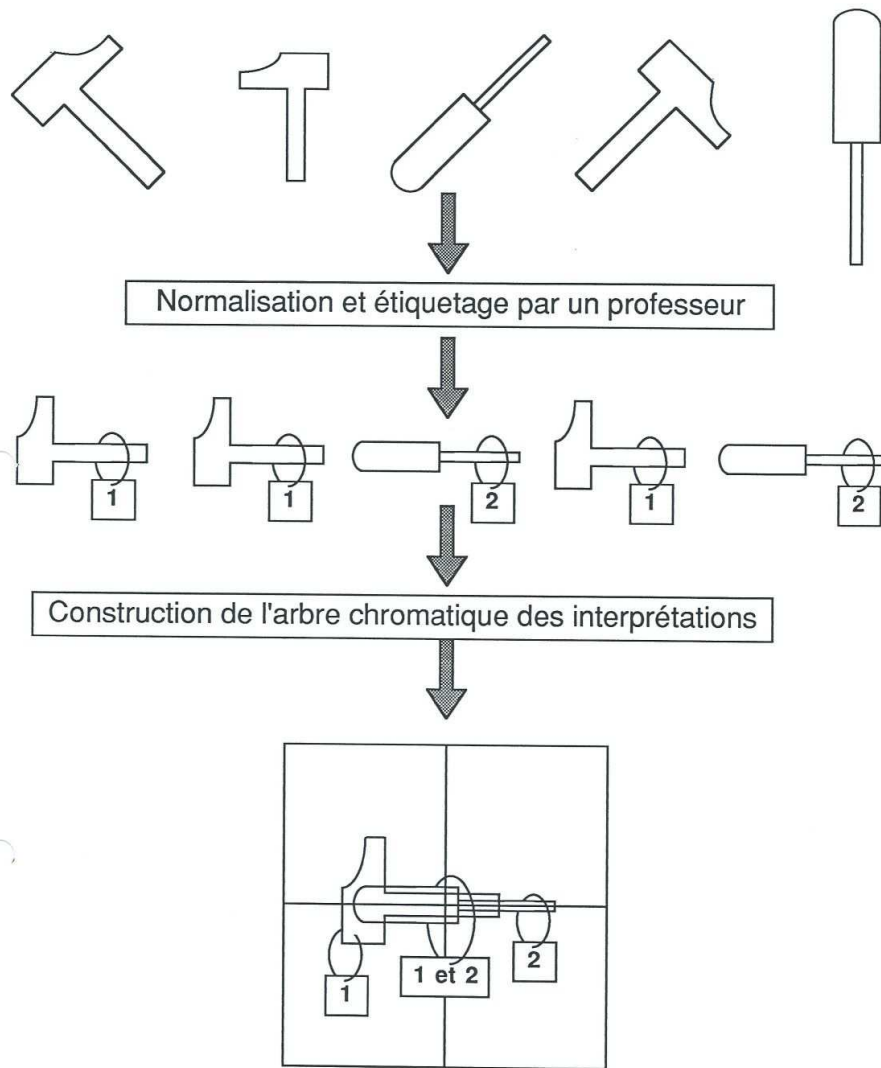 Normalisation et étiquetage par un professeur
1 1 2 1 2
Construction de l'arbre chromatique des interprétations
1 1 et 2 2